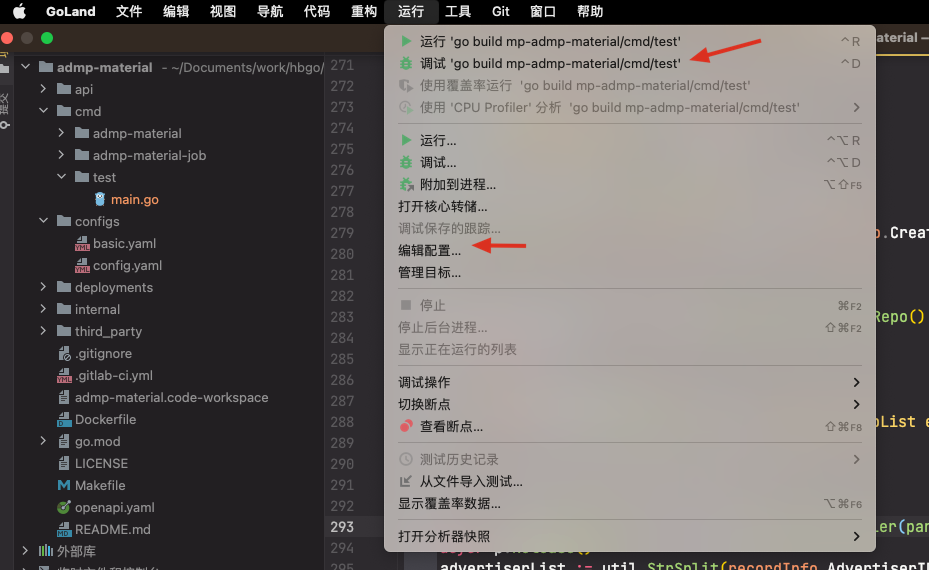 GoLand 文件 编辑 视图 导航 代码 重构 运行 工具 Git 窗口 帮助
admp-material - ~/Documents/work/hbgo/
api
cmd
admp-material
admp-material-job
test
main.go
configs
basic.yaml
config.yaml
deployments
internal
third_party
.gitignore
.gitlab-ci.yml
admp-material.code-workspace
Dockerfile
go.mod
LICENSE
Makefile
openapi.yaml
README.md
外部库
提交
271
272
273
274
275
276
277
278
279
280
281
282
283
284
285
286
287
288
289
290
291
292
293
294
295
运行 'go build mp-admp-material/cmd/test' ^ R
调试 'go build mp-admp-material/cmd/test' ^ D
使用覆盖率运行 'go build mp-admp-material/cmd/test'
使用 'CPU Profiler' 分析 'go build mp-admp-material/cmd/test'
运行... ^⌥ R
调试... ^⌥ D
附加到进程... ⌥⇧F5
打开核心转储...
调试保存的跟踪...
编辑配置...
管理目标...
停止 ⌘F2
停止后台进程... ⇧⌘F2
显示正在运行的列表
调试操作
切换断点
查看断点... ⇧⌘F8
测试历史记录
从文件导入测试...
显示覆盖率数据... ⌥⌘F6
打开分析器快照
aterial –
.Creat
Repo()
List e
ler(par
advertiserList := util.StrSplit(recordInfo.AdvertiserI